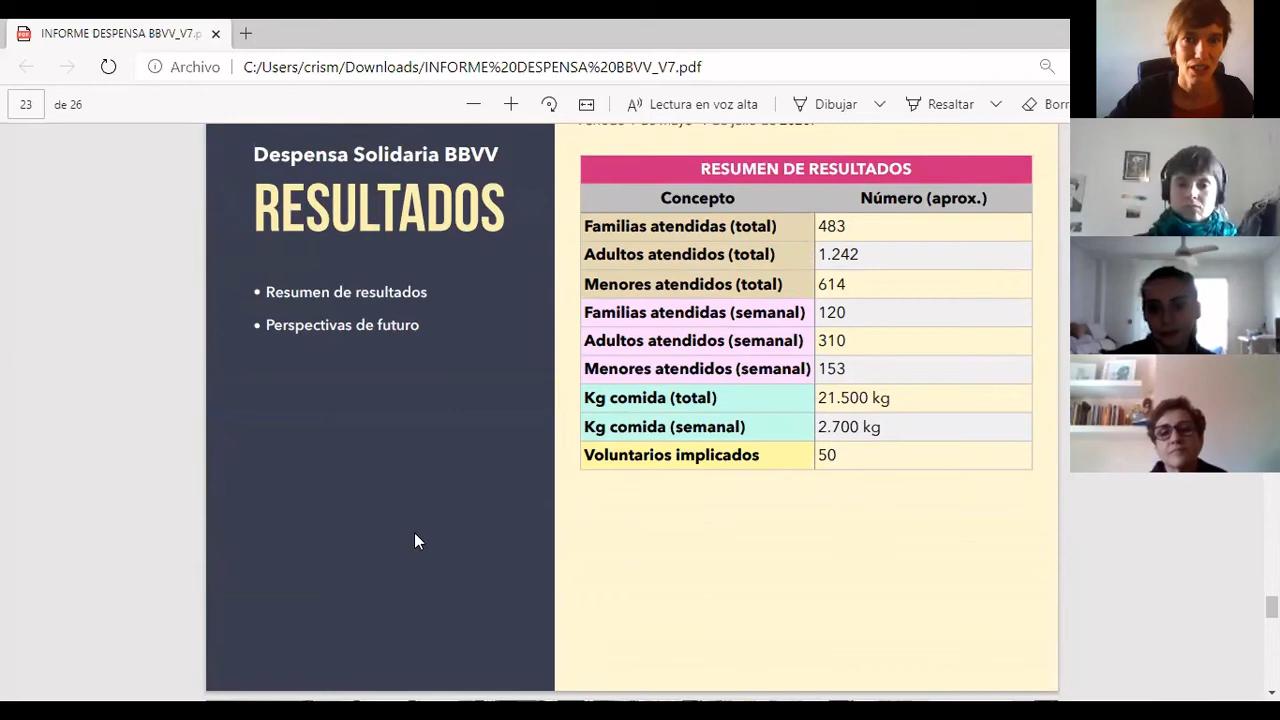 INFORME DESPENSA BBVV_V7.p
Archivo C:/Users/crism/Downloads/INFORME%20DESPENSA%20BBVV_V7.pdf
23 de 26 Lectura en voz alta Dibujar Resaltar Borr
Despensa Solidaria BBVV
RESULTADOS
• Resumen de resultados
• Perspectivas de futuro
RESUMEN DE RESULTADOS
Concepto Número (aprox.)
Familias atendidas (total) 483
Adultos atendidos (total) 1.242
Menores atendidos (total) 614
Familias atendidas (semanal) 120
Adultos atendidos (semanal) 310
Menores atendidos (semanal) 153
Kg comida (total) 21.500 kg
Kg comida (semanal) 2.700 kg
Voluntarios implicados 50